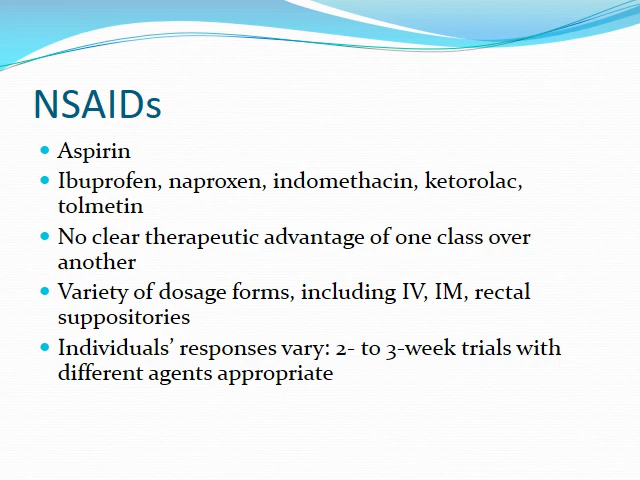 NSAIDs
• Aspirin
• Ibuprofen, naproxen, indomethacin, ketorolac,
tolmetin
• No clear therapeutic advantage of one class over
another
• Variety of dosage forms, including IV, IM, rectal
suppositories
• Individuals’ responses vary: 2- to 3-week trials with
different agents appropriate